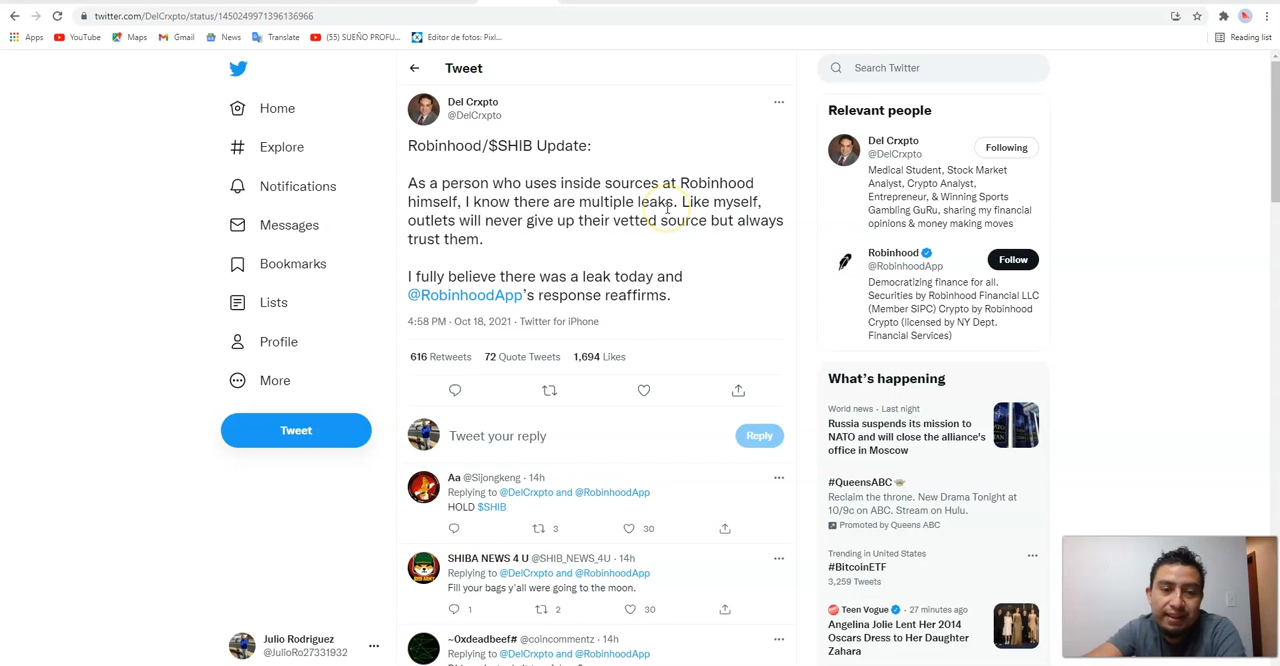 twitter.com/DelCrxpto/status/1450249971396136966
Apps
YouTube
Maps
Gmail
News
Translate
(55) SUEÑO PROFU...
Editor de fotos: Pixl...
Reading list
Home
Explore
Notifications
Messages
Bookmarks
Lists
Profile
More
Tweet
Julio Rodriguez
@JulioRo27331932
Tweet
Del Crxpto
@DelCrxpto
Robinhood/$SHIB Update:
As a person who uses inside sources at Robinhood
himself, I know there are multiple leaks. Like myself,
outlets will never give up their vetted source but always
trust them.
I fully believe there was a leak today and
@RobinhoodApp's response reaffirms.
4:58 PM · Oct 18, 2021 · Twitter for iPhone
616 Retweets 72 Quote Tweets 1,694 Likes
Tweet your reply
Reply
Aa @Sijongkeng · 14h
Replying to @DelCrxpto and @RobinhoodApp
HOLD $SHIB
3 30
SHIBA NEWS 4 U @SHIB_NEWS_4U · 14h
Replying to @DelCrxpto and @RobinhoodApp
Fill your bags y'all were going to the moon.
1 2 30
~0xdeadbeef# @coincommentz · 14h
Replying to @DelCrxpto and @RobinhoodApp
Search Twitter
Relevant people
Del Crxpto
@DelCrxpto
Following
Medical Student, Stock Market
Analyst, Crypto Analyst,
Entrepreneur, & Winning Sports
Gambling GuRu, sharing my financial
opinions & money making moves
Robinhood
@RobinhoodApp
Follow
Democratizing finance for all.
Securities by Robinhood Financial LLC
(Member SIPC) Crypto by Robinhood
Crypto (licensed by NY Dept.
Financial Services)
What's happening
World news · Last night
Russia suspends its mission to
NATO and will close the alliance's
office in Moscow
#QueensABC
Reclaim the throne. New Drama Tonight at
10/9c on ABC. Stream on Hulu.
Promoted by Queens ABC
Trending in United States
#BitcoinETF
3,259 Tweets
Teen Vogue · 27 minutes ago
Angelina Jolie Lent Her 2014
Oscars Dress to Her Daughter
Zahara